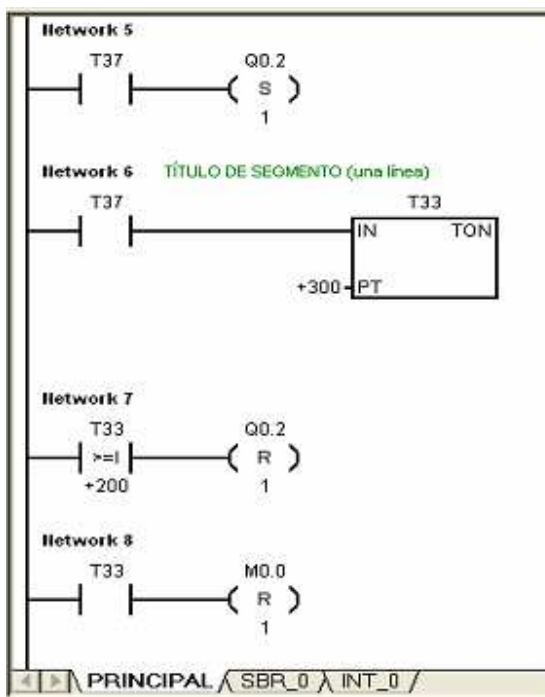 Network 5
T37 Q0.2
S
1
Network 6 TÍTULO DE SEGMENTO (una línea)
T37 T33
IN TON
+300 PT
Network 7
T33 Q0.2
>=I R
+200 1
Network 8
T33 M0.0
R
1
PRINCIPAL SBR_0 INT_0